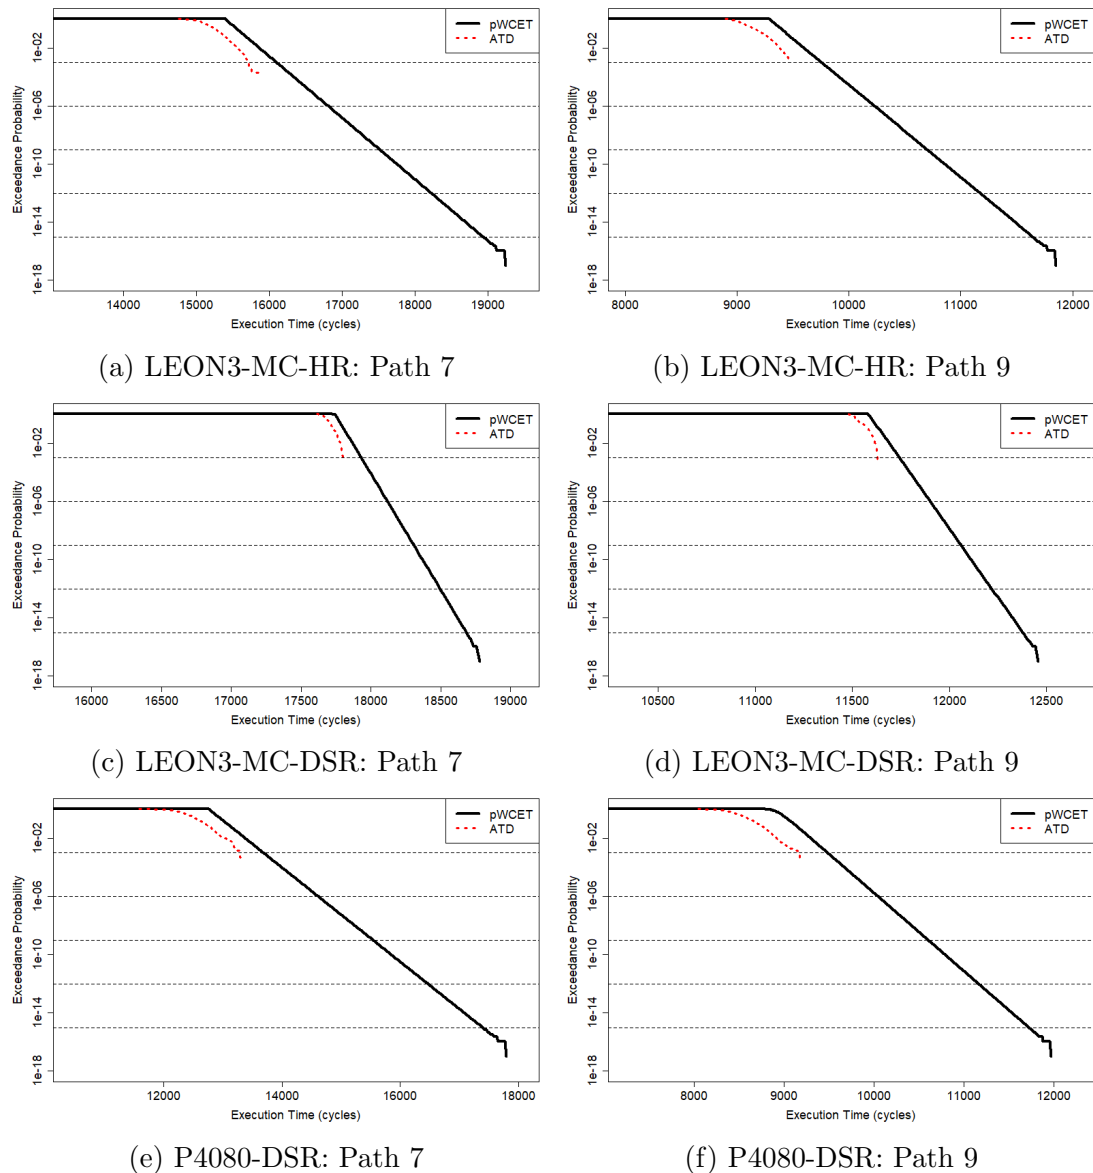 pWCET
ATD
Exceedance Probability
1e-02
1e-06
1e-10
1e-14
1e-18
14000 15000 16000 17000 18000 19000
Execution Time (cycles)
(a) LEON3-MC-HR: Path 7
pWCET
ATD
Exceedance Probability
1e-02
1e-06
1e-10
1e-14
1e-18
8000 9000 10000 11000 12000
Execution Time (cycles)
(b) LEON3-MC-HR: Path 9
pWCET
ATD
Exceedance Probability
1e-02
1e-06
1e-10
1e-14
1e-18
16000 17000 18000 19000
Execution Time (cycles)
(c) LEON3-MC-DSR: Path 7
pWCET
ATD
Exceedance Probability
1e-02
1e-06
1e-10
1e-14
1e-18
10500 11000 11500 12000 12500
Execution Time (cycles)
(d) LEON3-MC-DSR: Path 9
pWCET
ATD
Exceedance Probability
1e-02
1e-06
1e-10
1e-14
1e-18
12000 14000 16000 18000
Execution Time (cycles)
(e) P4080-DSR: Path 7
pWCET
ATD
Exceedance Probability
1e-02
1e-06
1e-10
1e-14
1e-18
8000 9000 10000 11000 12000
Execution Time (cycles)
(f) P4080-DSR: Path 9